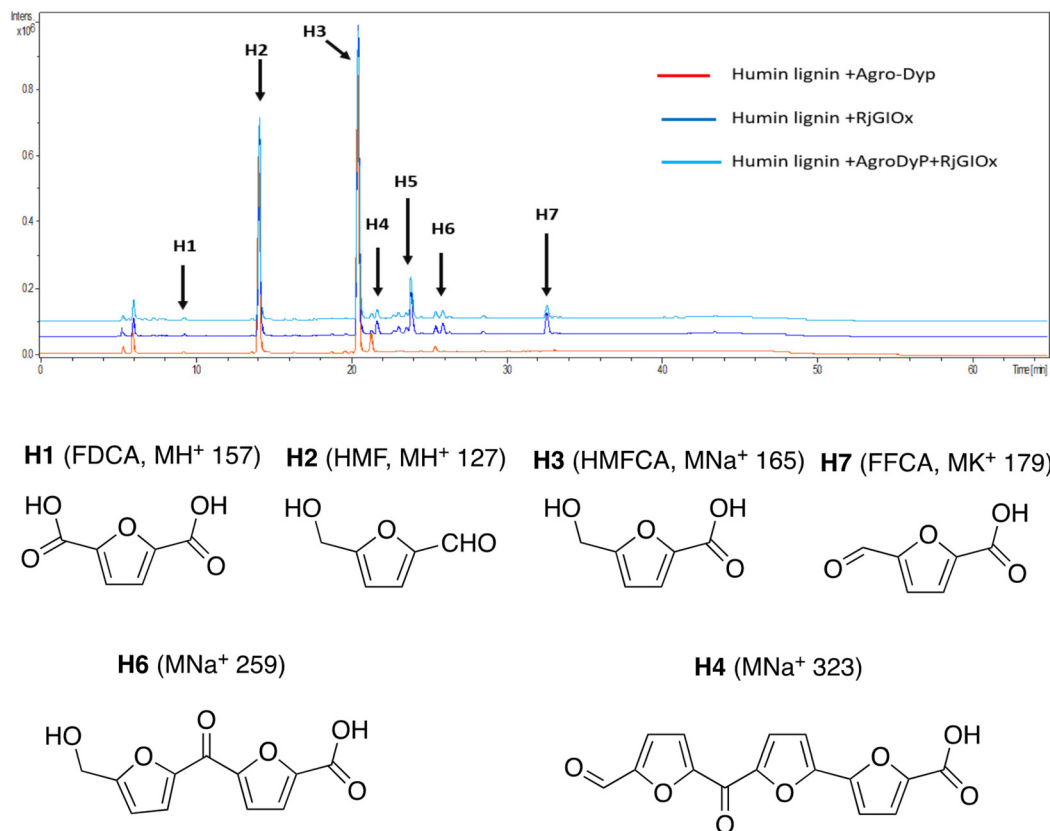 Intens.
x10⁶
0.8
0.6
0.4
0.2
0.0
0
10
20
30
40
50
60
Time [min]
H1
H2
H3
H4
H5
H6
H7
Humin lignin +Agro-Dyp
Humin lignin +RjGlOx
Humin lignin +AgroDyP+RjGlOx
H1 (FDCA, MH⁺ 157)
H2 (HMF, MH⁺ 127)
H3 (HMFCA, MNa⁺ 165)
H7 (FFCA, MK⁺ 179)
HO O OH
O O
HO O CHO
HO O OH
O
O O OH
O
H6 (MNa⁺ 259)
H4 (MNa⁺ 323)
HO O O O OH
O
O O O O O OH
O